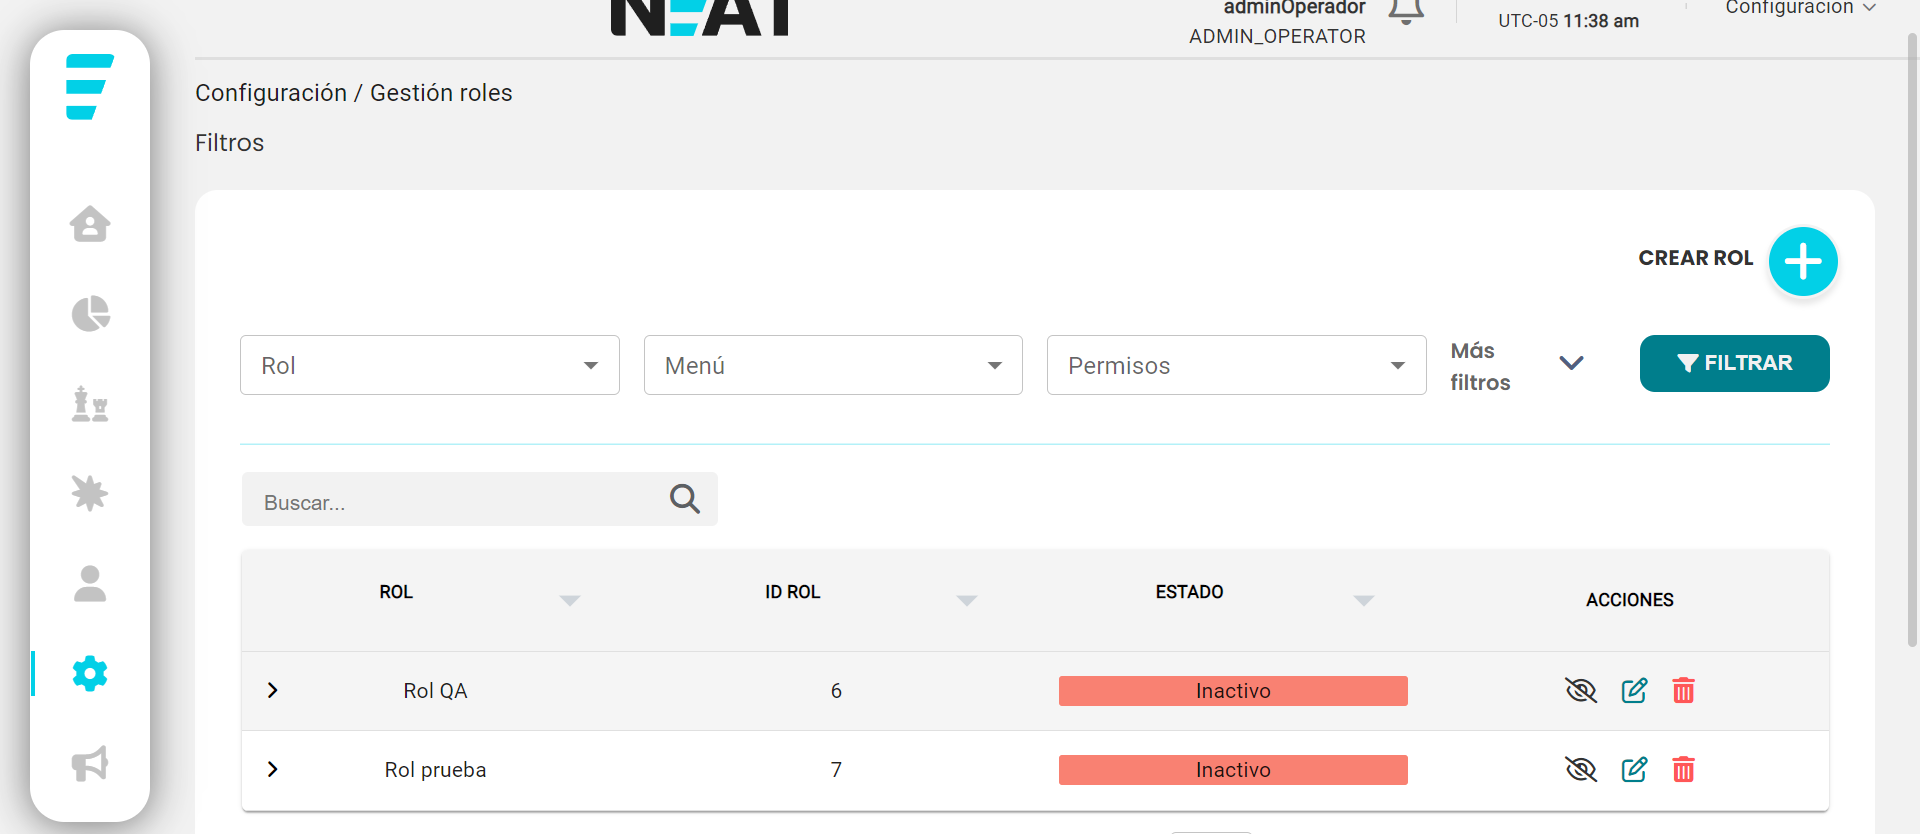 NEAT
adminOperador
ADMIN_OPERATOR
UTC-05 11:38 am
Configuración
Configuración / Gestión roles
Filtros
CREAR ROL
Rol
Menú
Permisos
Más
filtros
FILTRAR
Buscar...
ROL ID ROL ESTADO ACCIONES
Rol QA 6 Inactivo
Rol prueba 7 Inactivo